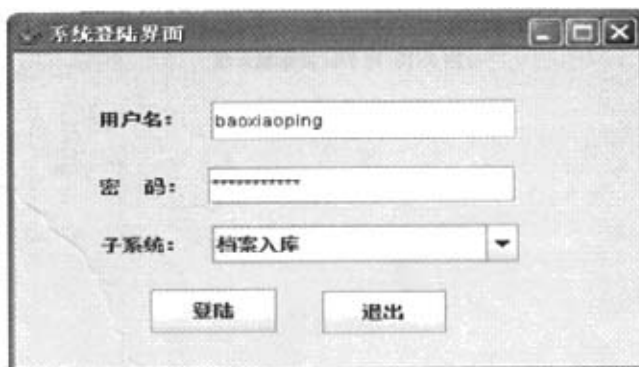 系统登陆界面
用户名： baoxiaoping
密 码： ***********
子系统： 档案入库
登陆 退出